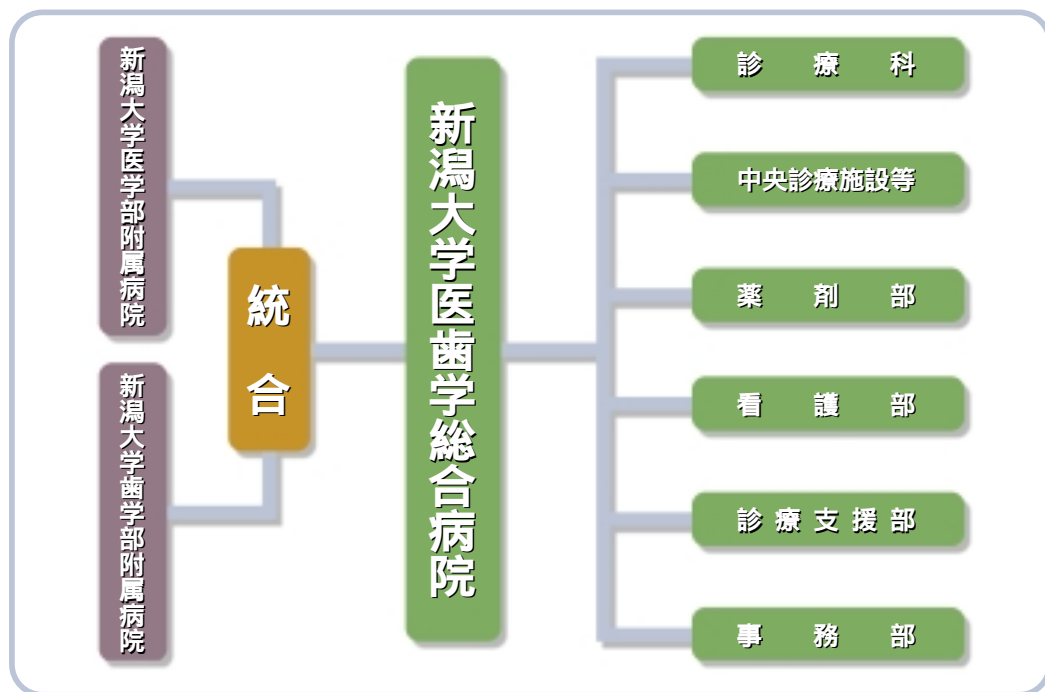 新潟大学医学部附属病院
新潟大学歯学部附属病院
統合
新潟大学医歯学総合病院
診療科
中央診療施設等
薬剤部
看護部
診療支援部
事務部